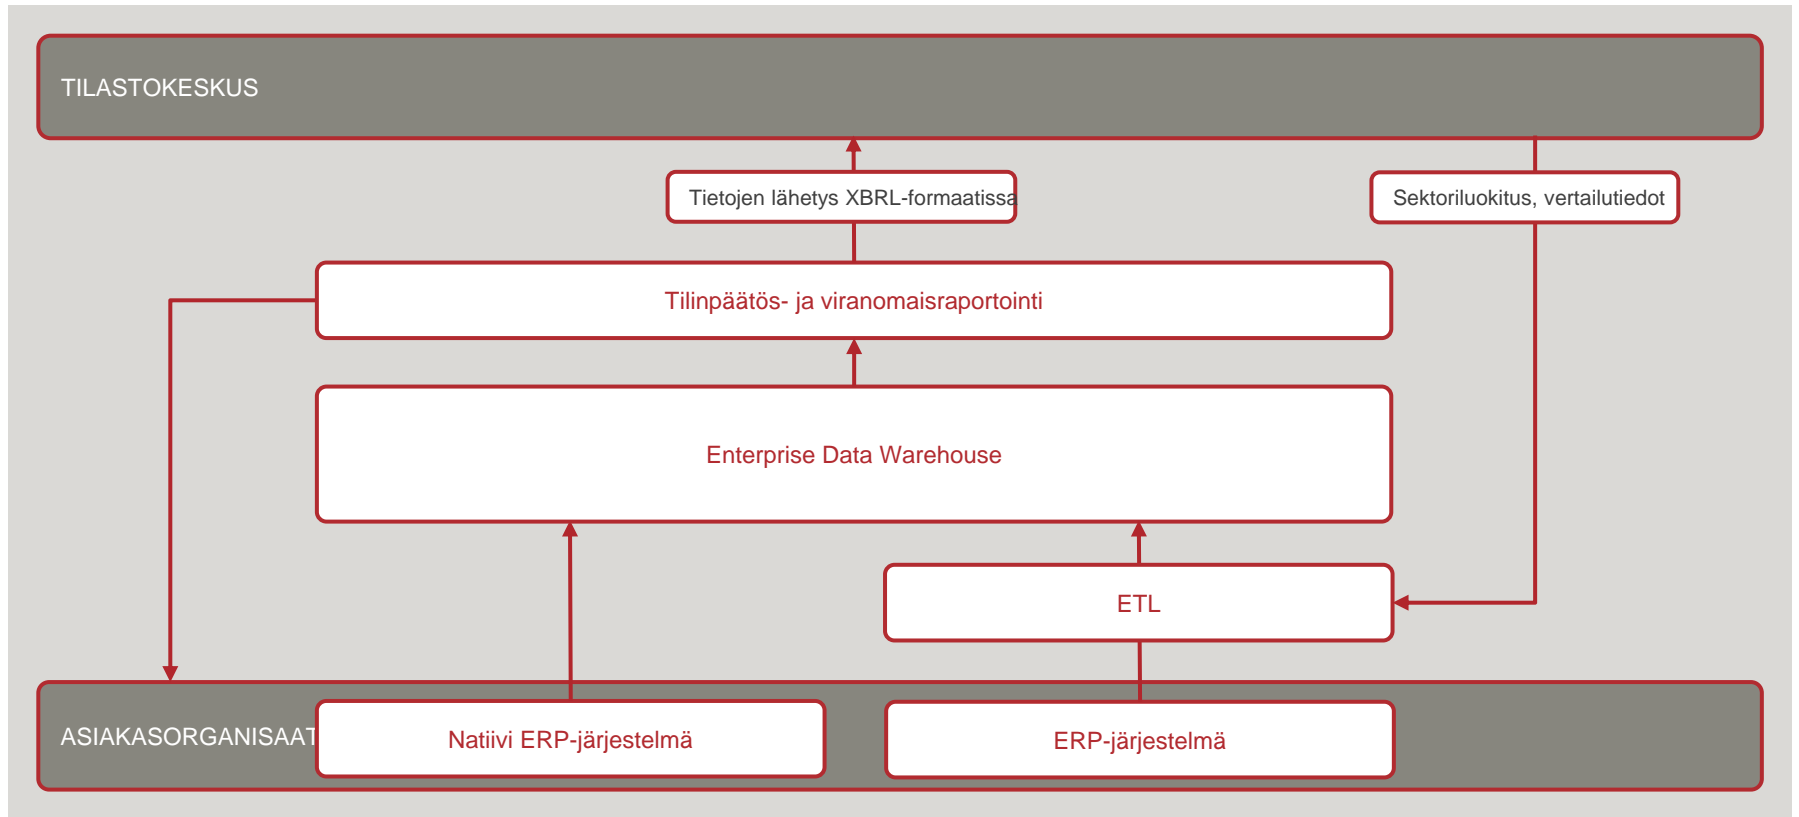 TILASTOKESKUS
Tietojen lähetys XBRL-formaatissa
Sektoriluokitus, vertailutiedot
Tilinpäätös- ja viranomaisraportointi
Enterprise Data Warehouse
ETL
ASIAKASORGANISAAT
Natiivi ERP-järjestelmä
ERP-järjestelmä